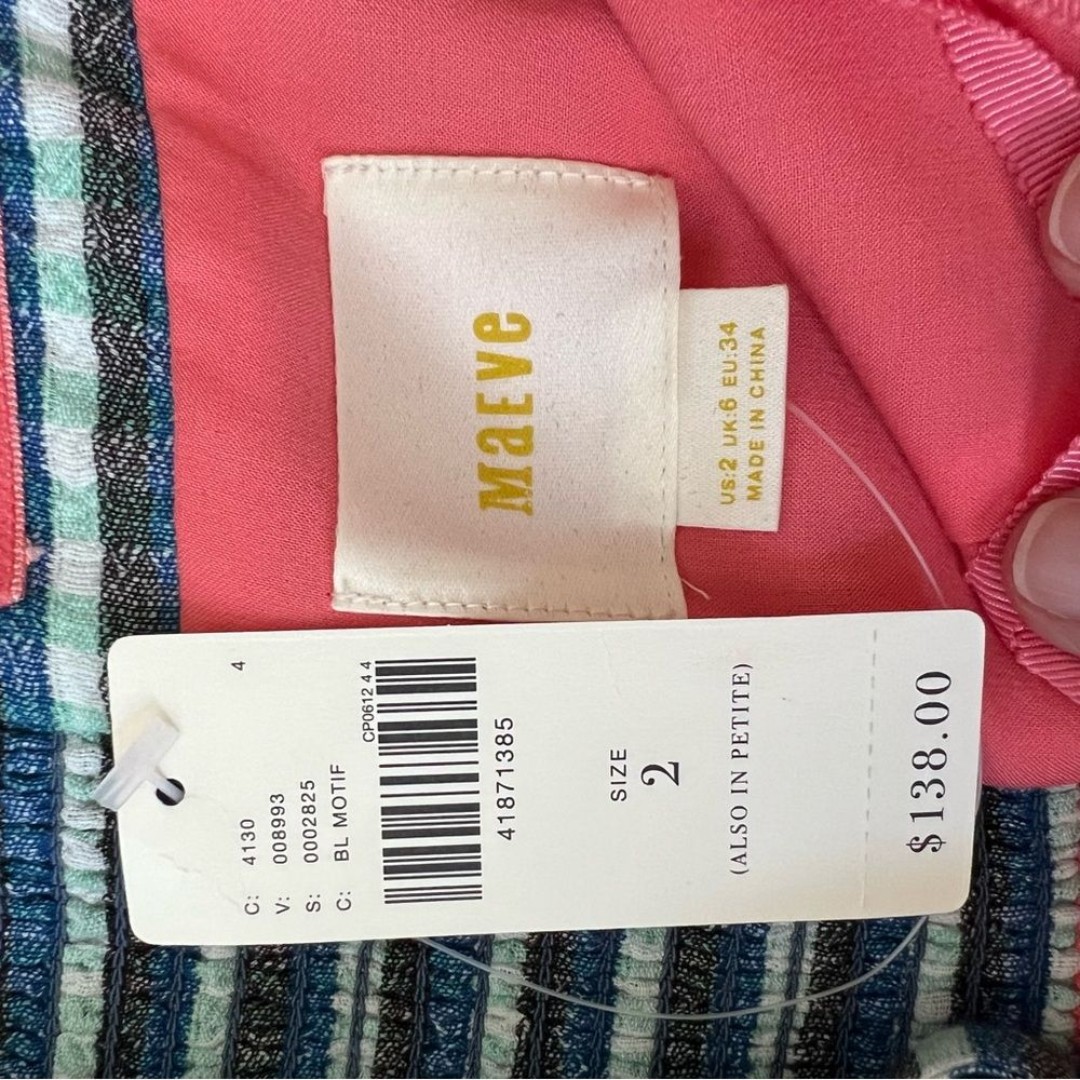 MaEve
US:2 UK:6 EU:34
MADE IN CHINA
4
C: 4130
V: 008993
S: 0002825
C: BL MOTIF
CP0612 4 4
41871385
SIZE
2
(ALSO IN PETITE)
$138.00